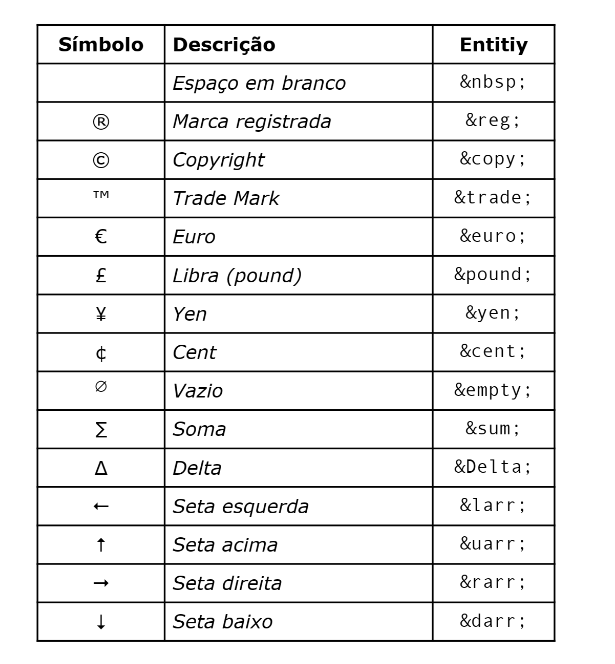 Símbolo Descrição Entitiy
Espaço em branco &nbsp;
® Marca registrada &reg;
© Copyright &copy;
™ Trade Mark &trade;
€ Euro &euro;
£ Libra (pound) &pound;
¥ Yen &yen;
¢ Cent &cent;
∅ Vazio &empty;
∑ Soma &sum;
Δ Delta &Delta;
← Seta esquerda &larr;
↑ Seta acima &uarr;
→ Seta direita &rarr;
↓ Seta baixo &darr;